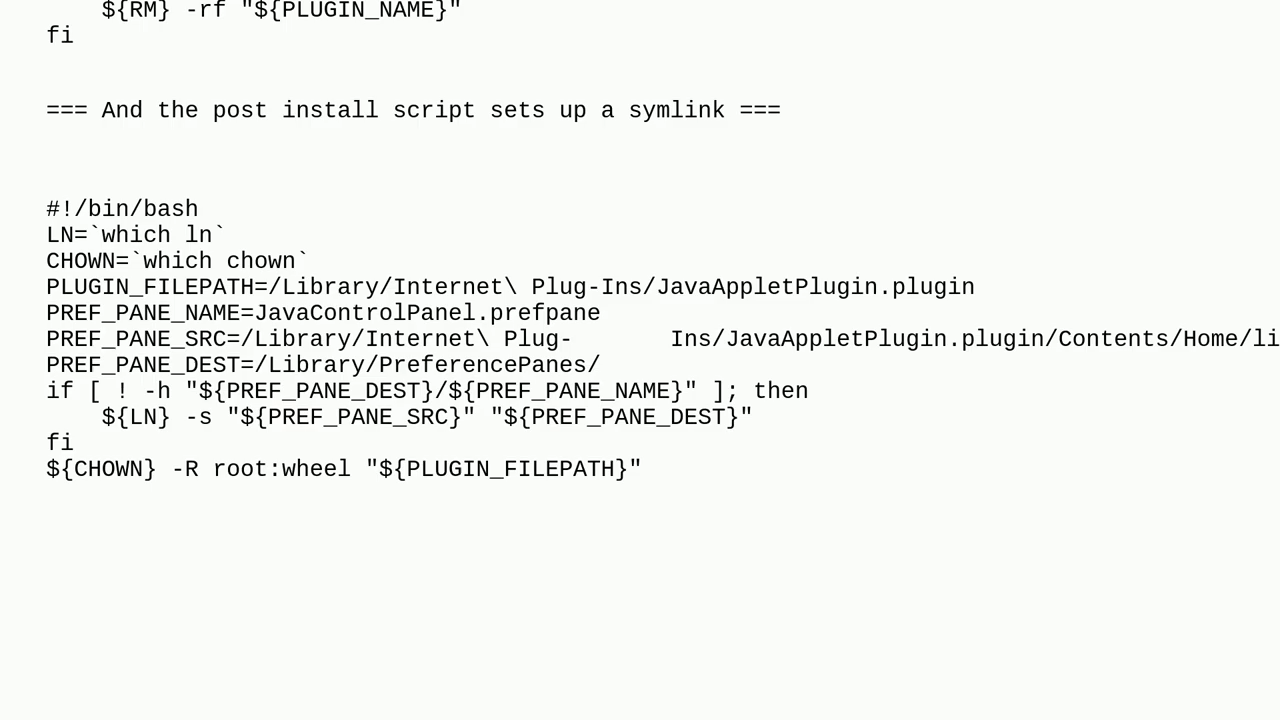 ${RM} -rf "${PLUGIN_NAME}"
fi
=== And the post install script sets up a symlink ===
#!/bin/bash
LN=`which ln`
CHOWN=`which chown`
PLUGIN_FILEPATH=/Library/Internet\ Plug-Ins/JavaAppletPlugin.plugin
PREF_PANE_NAME=JavaControlPanel.prefpane
PREF_PANE_SRC=/Library/Internet\ Plug-       Ins/JavaAppletPlugin.plugin/Contents/Home/li
PREF_PANE_DEST=/Library/PreferencePanes/
if [ ! -h "${PREF_PANE_DEST}/${PREF_PANE_NAME}" ]; then
    ${LN} -s "${PREF_PANE_SRC}" "${PREF_PANE_DEST}"
fi
${CHOWN} -R root:wheel "${PLUGIN_FILEPATH}"